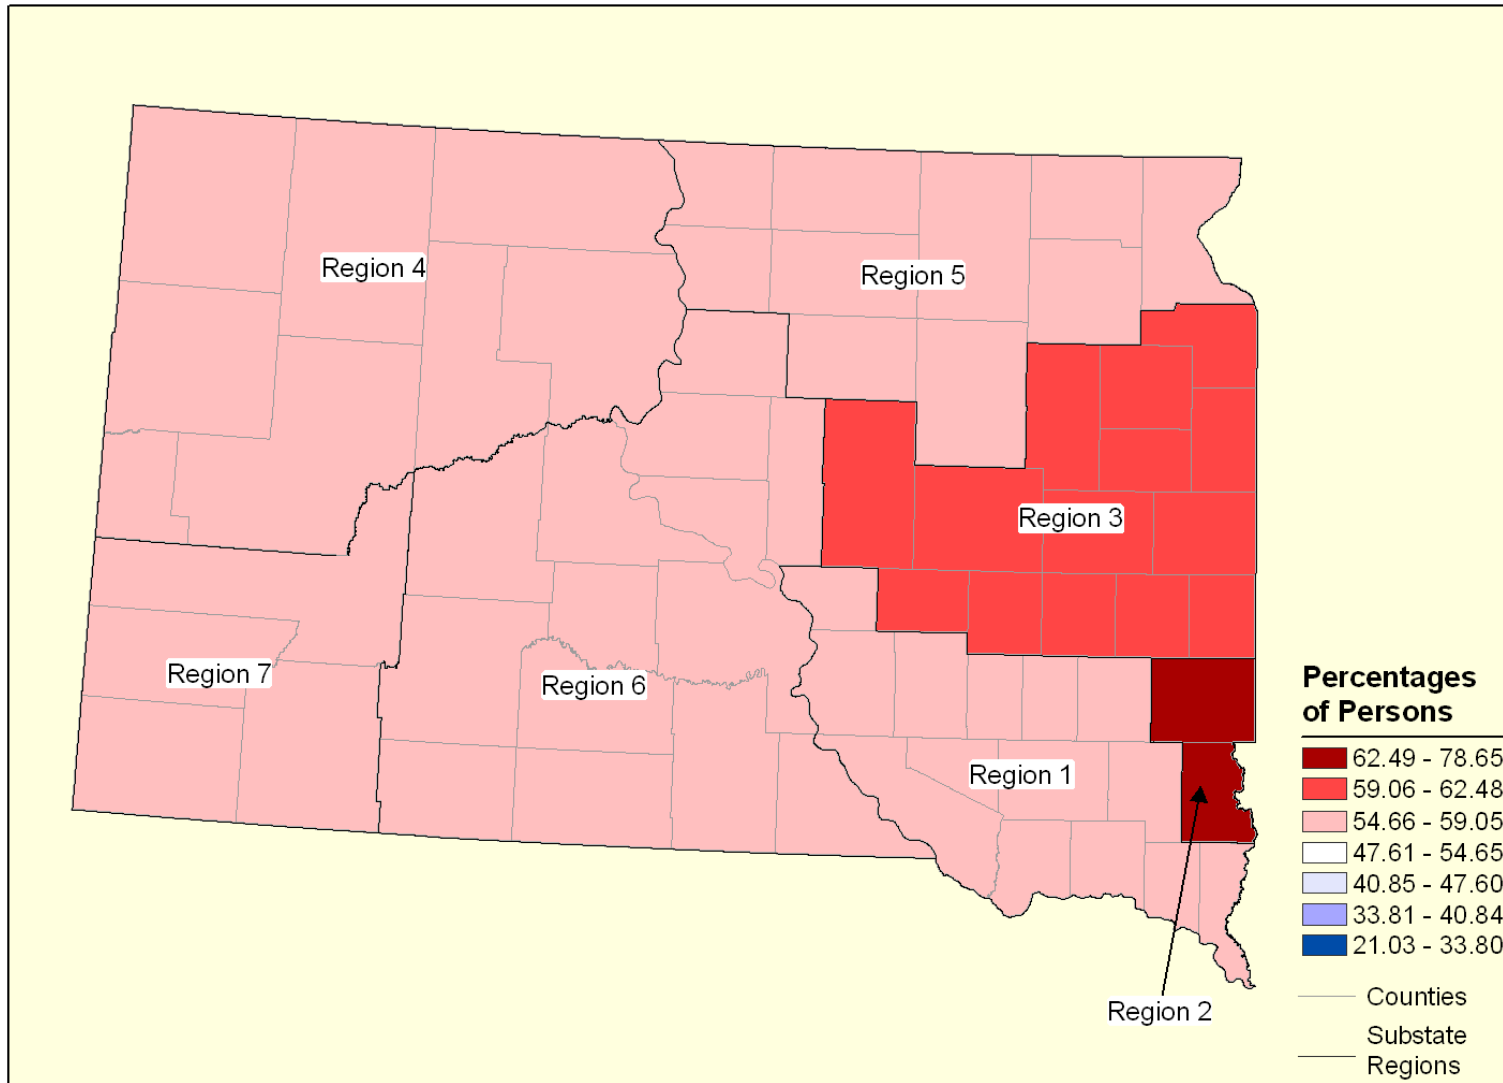 Region 4
Region 5
Region 3
Region 7
Region 6
Region 1
Region 2
Percentages
of Persons
62.49 - 78.65
59.06 - 62.48
54.66 - 59.05
47.61 - 54.65
40.85 - 47.60
33.81 - 40.84
21.03 - 33.80
Counties
Substate
Regions